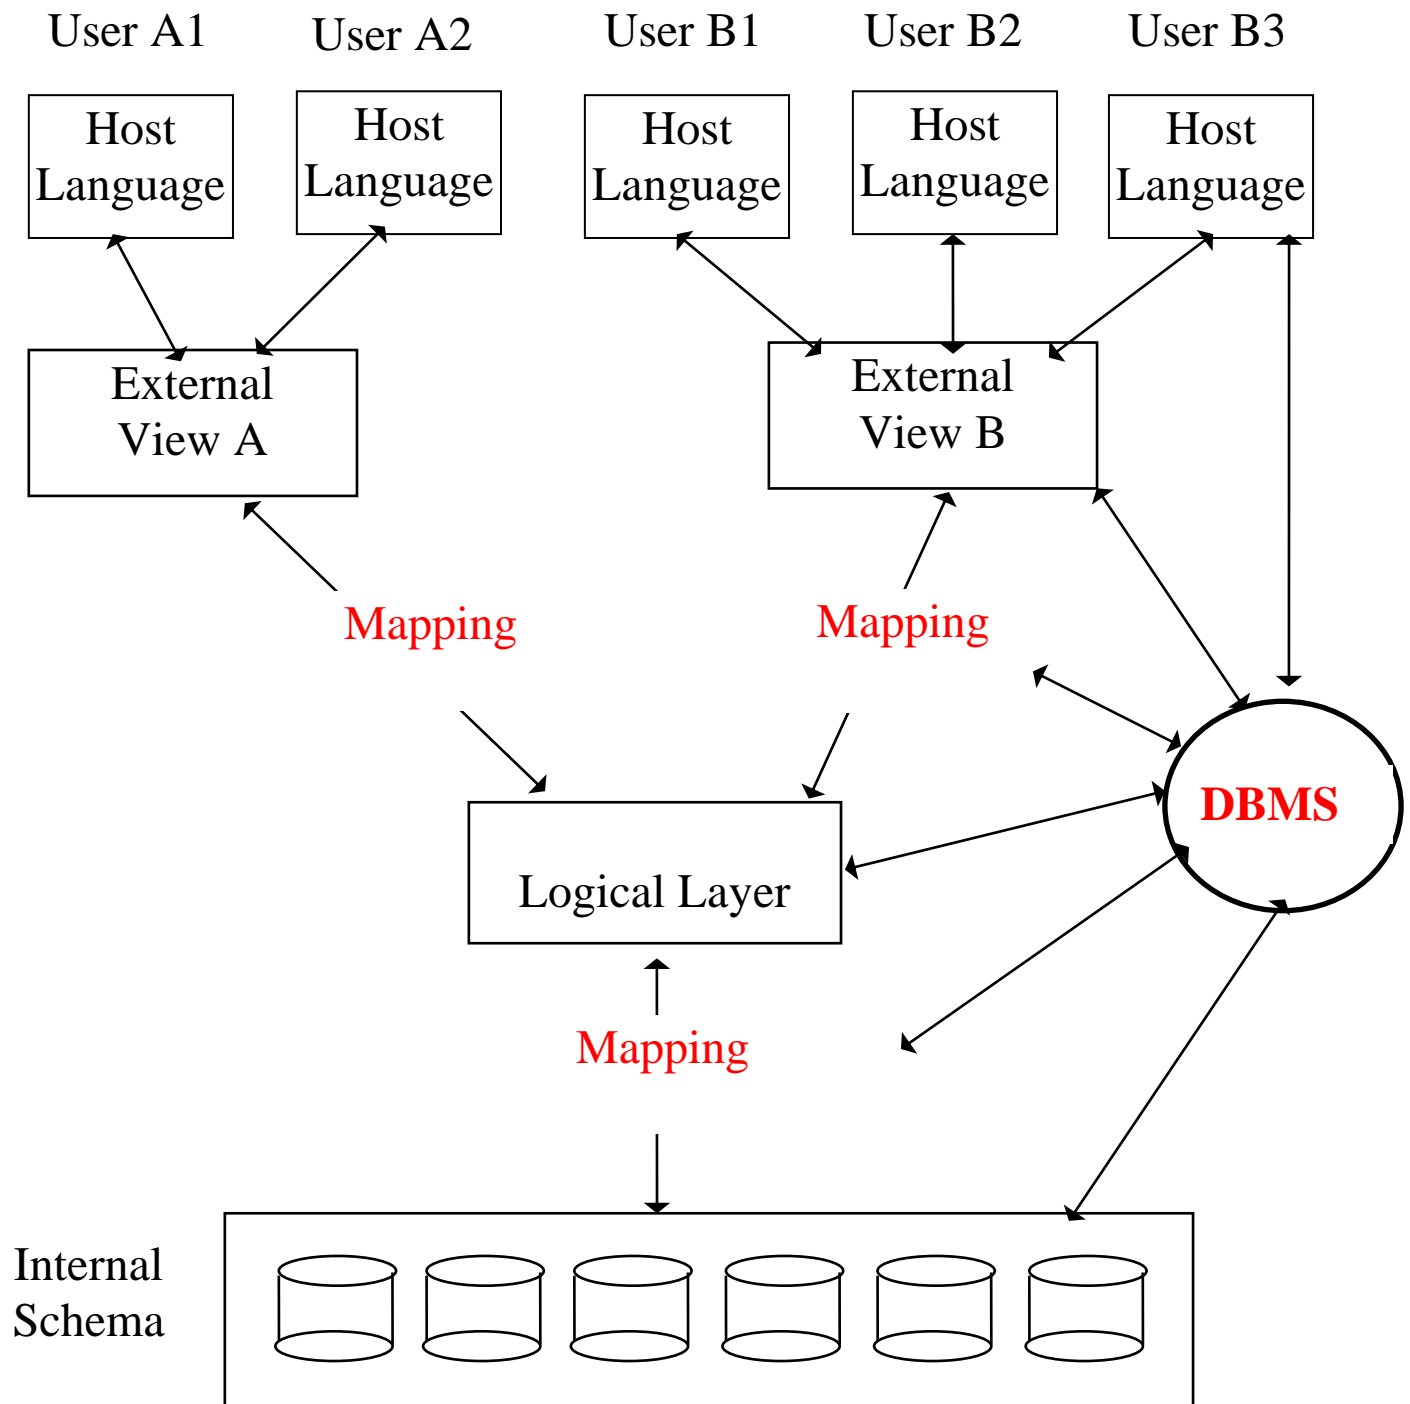 User A1
User A2
User B1
User B2
User B3
Host
Language
Host
Language
Host
Language
Host
Language
Host
Language
External
View A
External
View B
Mapping
Mapping
DBMS
Logical Layer
Mapping
Internal
Schema